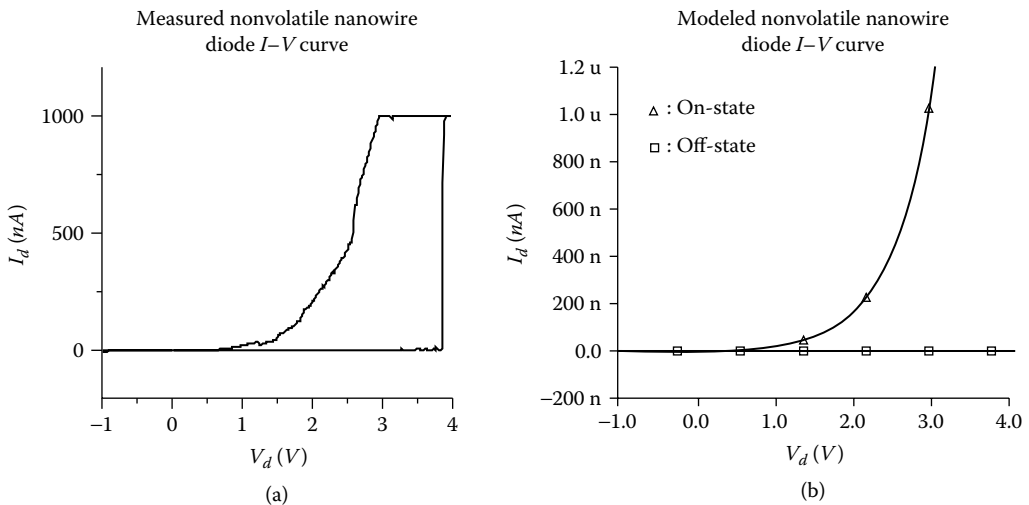 Measured nonvolatile nanowire
diode I–V curve
1000
500
0
I_d (nA)
−1
0
1
2
3
4
V_d (V)
(a)
Modeled nonvolatile nanowire
diode I–V curve
1.2 u
1.0 u
800 n
600 n
400 n
200 n
0.0
−200 n
I_d (nA)
: On-state
: Off-state
−1.0
0.0
1.0
2.0
3.0
4.0
V_d (V)
(b)